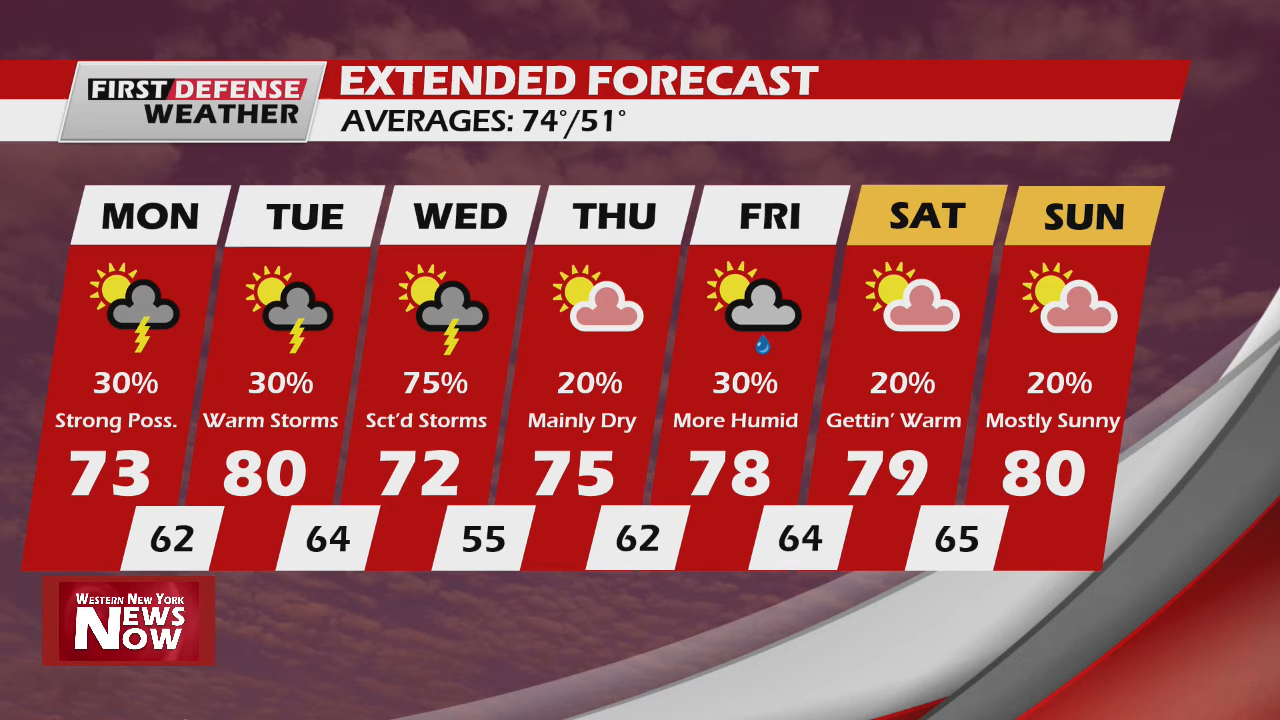 FIRST DEFENSE
WEATHER
EXTENDED FORECAST
AVERAGES: 74°/51°
MON TUE WED THU FRI SAT SUN
30% 30% 75% 20% 30% 20% 20%
Strong Poss. Warm Storms Sct'd Storms Mainly Dry More Humid Gettin' Warm Mostly Sunny
73 80 72 75 78 79 80
62 64 55 62 64 65
WESTERN NEW YORK
NEWS
NOW